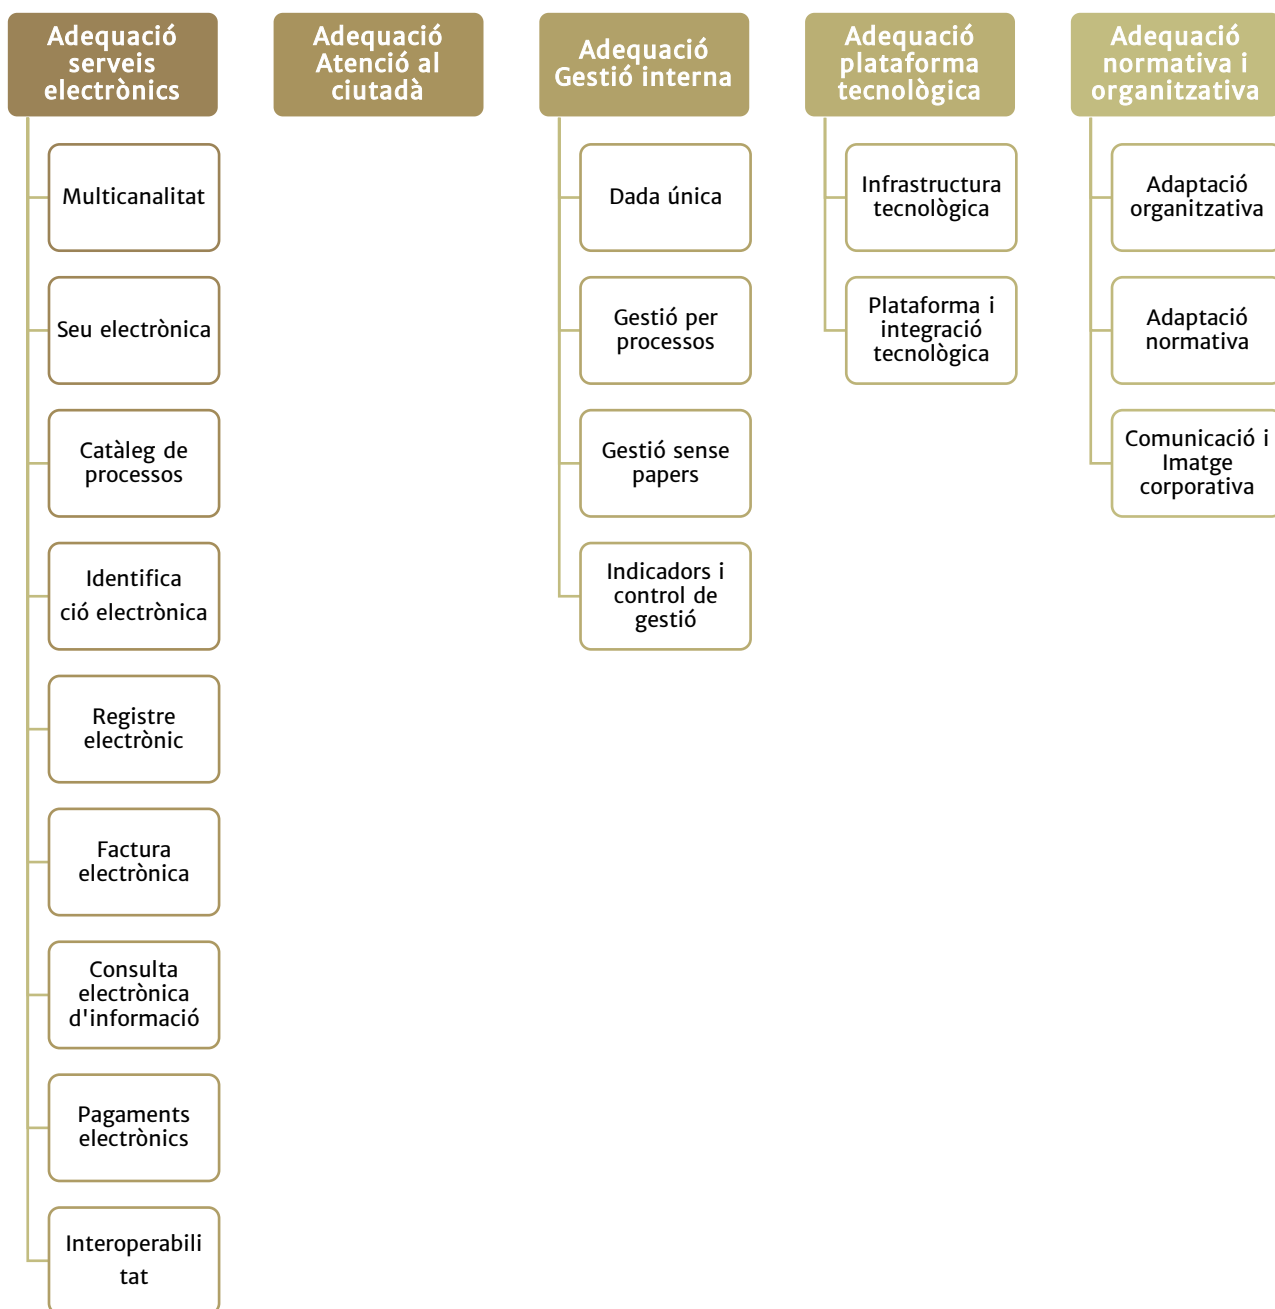 Adequació
serveis
electrònics
Multicanalitat
Seu electrònica
Catàleg de
processos
Identifica
ció electrònica
Registre
electrònic
Factura
electrònica
Consulta
electrònica
d'informació
Pagaments
electrònics
Interoperabili
tat
Adequació
Atenció al
ciutadà
Adequació
Gestió interna
Dada única
Gestió per
processos
Gestió sense
papers
Indicadors i
control de
gestió
Adequació
plataforma
tecnològica
Infrastructura
tecnològica
Plataforma i
integració
tecnològica
Adequació
normativa i
organitzativa
Adaptació
organitzativa
Adaptació
normativa
Comunicació i
Imatge
corporativa